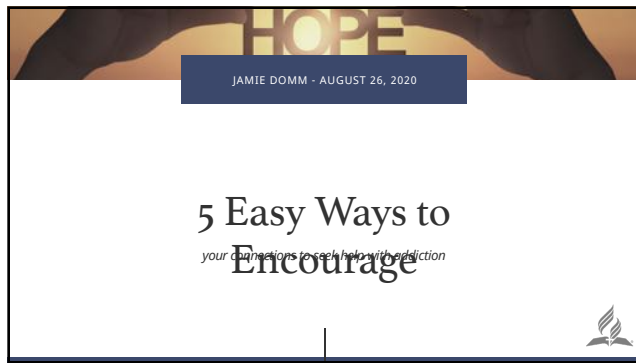 HOPE
JAMIE DOMM - AUGUST 26, 2020
5 Easy Ways to
Encourage
your connections to seek help with addiction